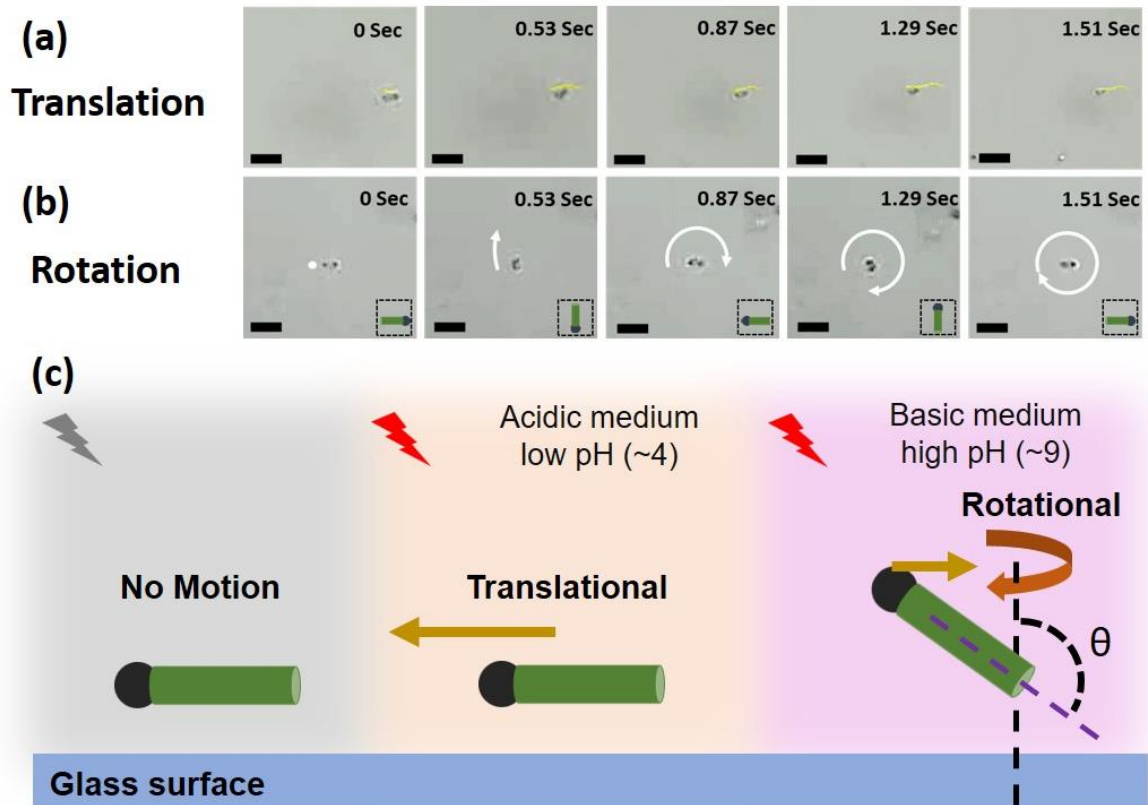 (a)
Translation
0 Sec
0.53 Sec
0.87 Sec
1.29 Sec
1.51 Sec
(b)
Rotation
0 Sec
0.53 Sec
0.87 Sec
1.29 Sec
1.51 Sec
(c)
Acidic medium
low pH (~4)
Basic medium
high pH (~9)
Rotational
No Motion
Translational
θ
Glass surface